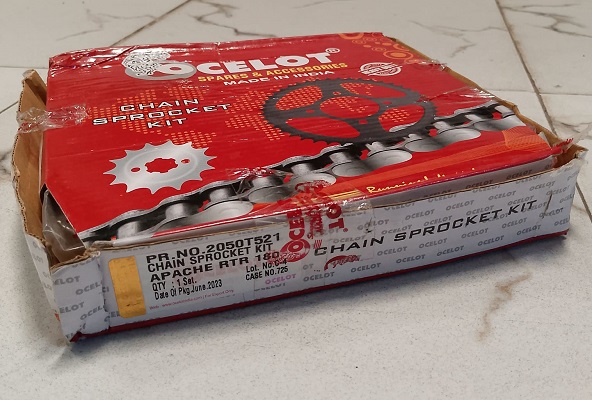 OCELOT®
SPARES & ACCESSORIES
MADE IN INDIA
CHAIN
SPROCKET
KIT
PR.NO.2050T521
CHAIN SPROCKET KIT
APACHE RTR 180
QTY : 1 Set.
Lot. No.C-4
Date Of Pkg.June.2023
CASE NO.725
CHAIN SPROCKET KIT
OCELOT